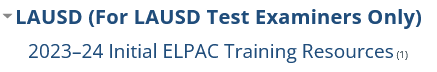 LAUSD (For LAUSD Test Examiners Only)
2023–24 Initial ELPAC Training Resources (1)